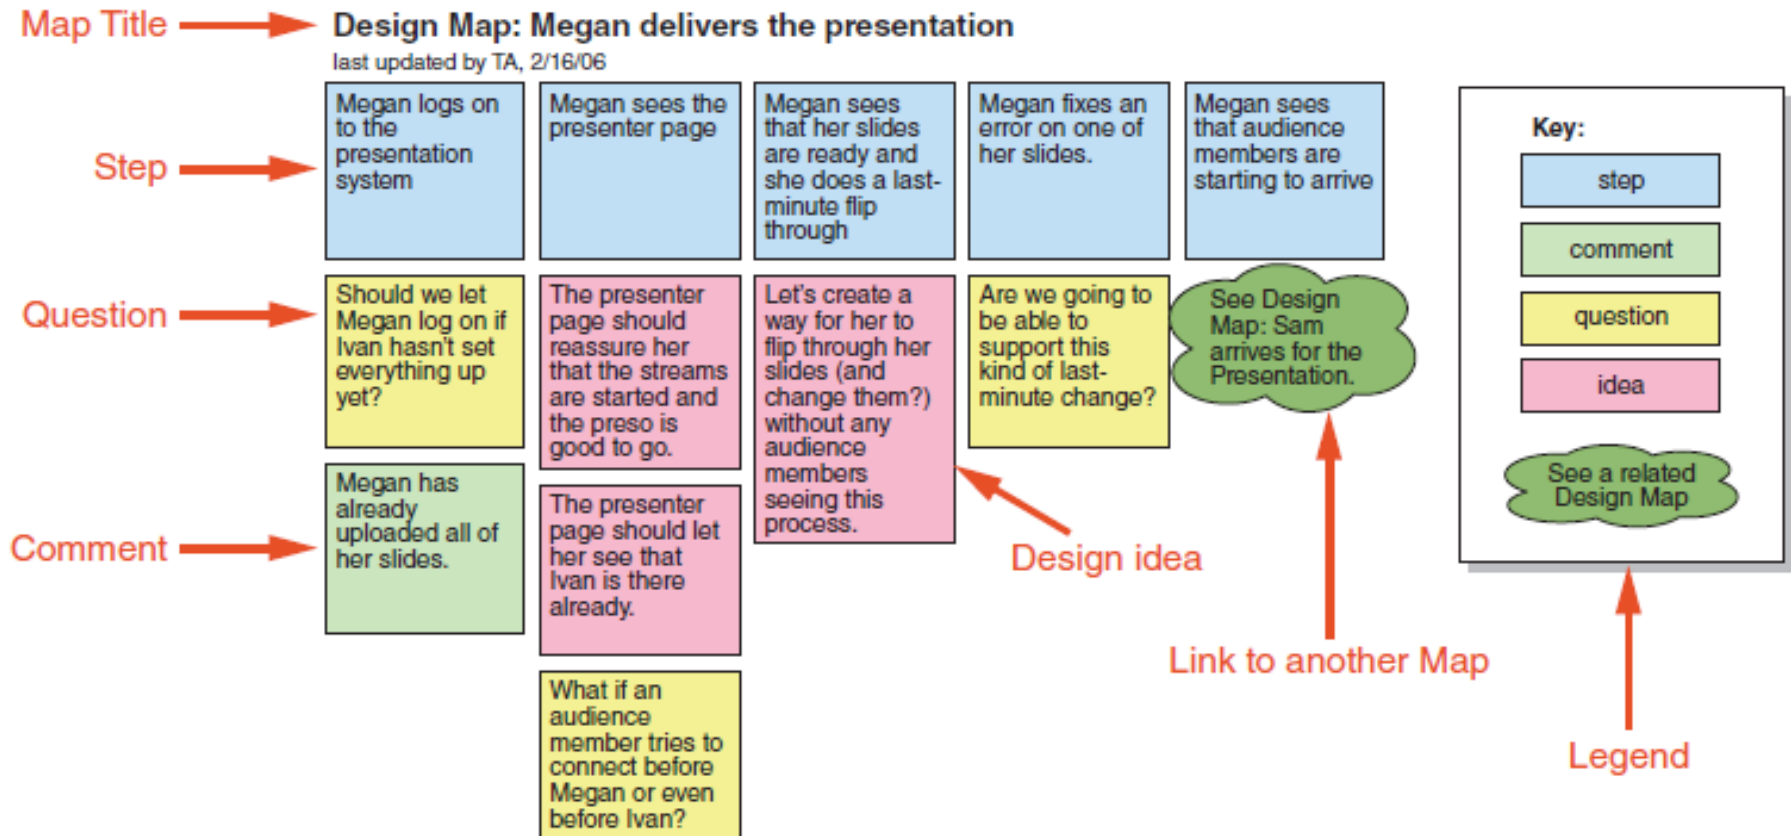 Map Title
Design Map: Megan delivers the presentation
last updated by TA, 2/16/06
Step
Megan logs on
to the
presentation
system
Megan sees the
presenter page
Megan sees
that her slides
are ready and
she does a last-
minute flip
through
Megan fixes an
error on one of
her slides.
Megan sees
that audience
members are
starting to arrive
Question
Should we let
Megan log on if
Ivan hasn't set
everything up
yet?
The presenter
page should
reassure her
that the streams
are started and
the preso is
good to go.
Let's create a
way for her to
flip through her
slides (and
change them?)
without any
audience
members
seeing this
process.
Are we going to
be able to
support this
kind of last-
minute change?
See Design
Map: Sam
arrives for the
Presentation.
Comment
Megan has
already
uploaded all of
her slides.
The presenter
page should let
her see that
Ivan is there
already.
What if an
audience
member tries to
connect before
Megan or even
before Ivan?
Design idea
Link to another Map
Key:
step
comment
question
idea
See a related
Design Map
Legend